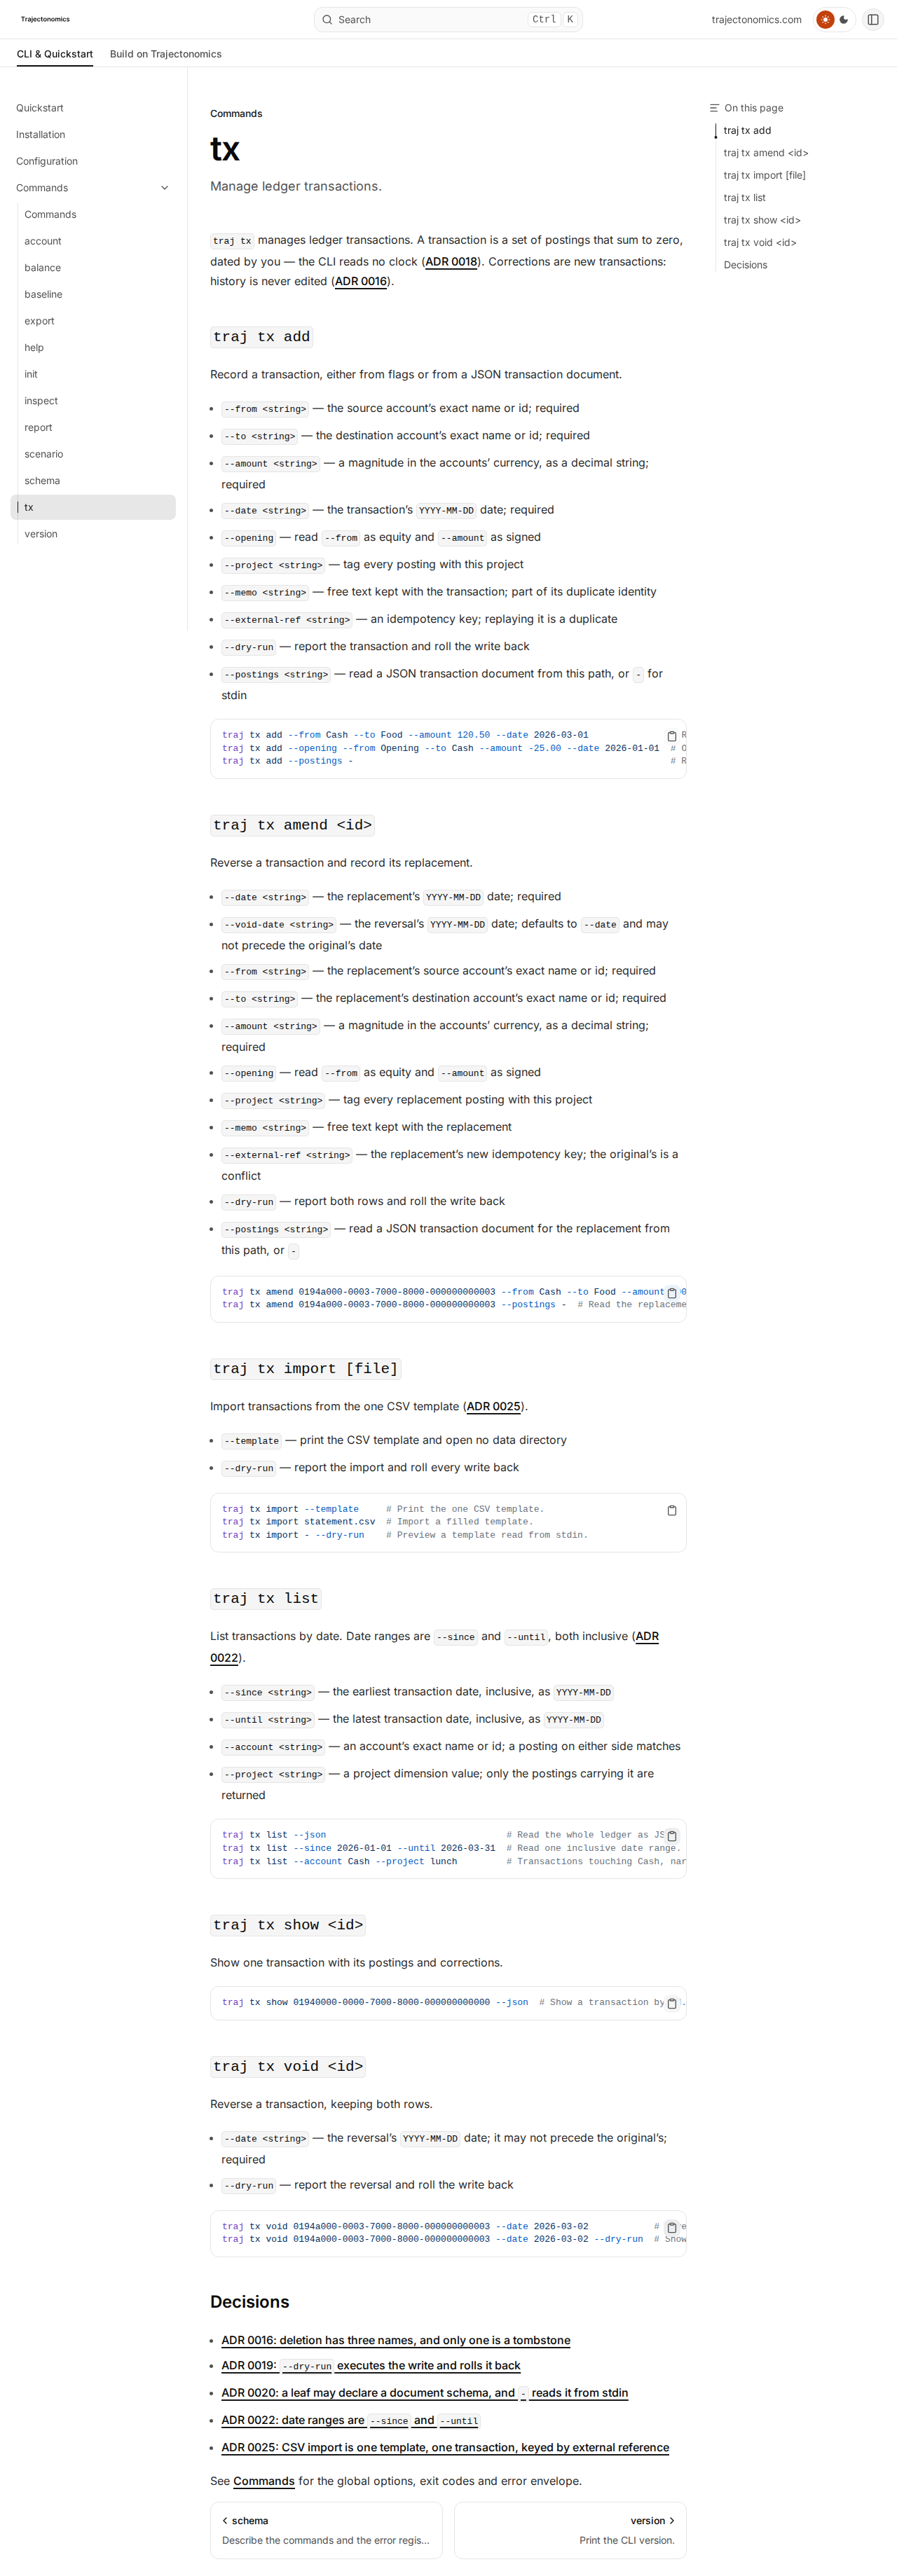 Trajectonomics
Search
Ctrl K
trajectonomics.com
CLI & Quickstart
Build on Trajectonomics
Quickstart
Installation
Configuration
Commands
Commands
account
balance
baseline
export
help
init
inspect
report
scenario
schema
tx
version
Commands
tx
Manage ledger transactions.
traj tx manages ledger transactions. A transaction is a set of postings that sum to zero,
dated by you — the CLI reads no clock (ADR 0018). Corrections are new transactions:
history is never edited (ADR 0016).
traj tx add
Record a transaction, either from flags or from a JSON transaction document.
--from <string> — the source account’s exact name or id; required
--to <string> — the destination account’s exact name or id; required
--amount <string> — a magnitude in the accounts’ currency, as a decimal string;
required
--date <string> — the transaction’s YYYY-MM-DD date; required
--opening — read --from as equity and --amount as signed
--project <string> — tag every posting with this project
--memo <string> — free text kept with the transaction; part of its duplicate identity
--external-ref <string> — an idempotency key; replaying it is a duplicate
--dry-run — report the transaction and roll the write back
--postings <string> — read a JSON transaction document from this path, or - for
stdin
traj tx add --from Cash --to Food --amount 120.50 --date 2026-03-01 R
traj tx add --opening --from Opening --to Cash --amount -25.00 --date 2026-01-01 # O
traj tx add --postings - # R
traj tx amend <id>
Reverse a transaction and record its replacement.
--date <string> — the replacement’s YYYY-MM-DD date; required
--void-date <string> — the reversal’s YYYY-MM-DD date; defaults to --date and may
not precede the original’s date
--from <string> — the replacement’s source account’s exact name or id; required
--to <string> — the replacement’s destination account’s exact name or id; required
--amount <string> — a magnitude in the accounts’ currency, as a decimal string;
required
--opening — read --from as equity and --amount as signed
--project <string> — tag every replacement posting with this project
--memo <string> — free text kept with the replacement
--external-ref <string> — the replacement’s new idempotency key; the original’s is a
conflict
--dry-run — report both rows and roll the write back
--postings <string> — read a JSON transaction document for the replacement from
this path, or -
traj tx amend 0194a000-0003-7000-8000-000000000003 --from Cash --to Food --amount
traj tx amend 0194a000-0003-7000-8000-000000000003 --postings - # Read the replaceme
traj tx import [file]
Import transactions from the one CSV template (ADR 0025).
--template — print the CSV template and open no data directory
--dry-run — report the import and roll every write back
traj tx import --template # Print the one CSV template.
traj tx import statement.csv # Import a filled template.
traj tx import - --dry-run # Preview a template read from stdin.
traj tx list
List transactions by date. Date ranges are --since and --until, both inclusive (ADR
0022).
--since <string> — the earliest transaction date, inclusive, as YYYY-MM-DD
--until <string> — the latest transaction date, inclusive, as YYYY-MM-DD
--account <string> — an account’s exact name or id; a posting on either side matches
--project <string> — a project dimension value; only the postings carrying it are
returned
traj tx list --json # Read the whole ledger as JS
traj tx list --since 2026-01-01 --until 2026-03-31 # Read one inclusive date range.
traj tx list --account Cash --project lunch # Transactions touching Cash, nar
traj tx show <id>
Show one transaction with its postings and corrections.
traj tx show 01940000-0000-7000-8000-000000000000 --json # Show a transaction by
traj tx void <id>
Reverse a transaction, keeping both rows.
--date <string> — the reversal’s YYYY-MM-DD date; it may not precede the original’s;
required
--dry-run — report the reversal and roll the write back
traj tx void 0194a000-0003-7000-8000-000000000003 --date 2026-03-02 #
traj tx void 0194a000-0003-7000-8000-000000000003 --date 2026-03-02 --dry-run # Show
Decisions
ADR 0016: deletion has three names, and only one is a tombstone
ADR 0019: --dry-run executes the write and rolls it back
ADR 0020: a leaf may declare a document schema, and - reads it from stdin
ADR 0022: date ranges are --since and --until
ADR 0025: CSV import is one template, one transaction, keyed by external reference
See Commands for the global options, exit codes and error envelope.
schema
Describe the commands and the error regis...
version
Print the CLI version.
On this page
traj tx add
traj tx amend <id>
traj tx import [file]
traj tx list
traj tx show <id>
traj tx void <id>
Decisions